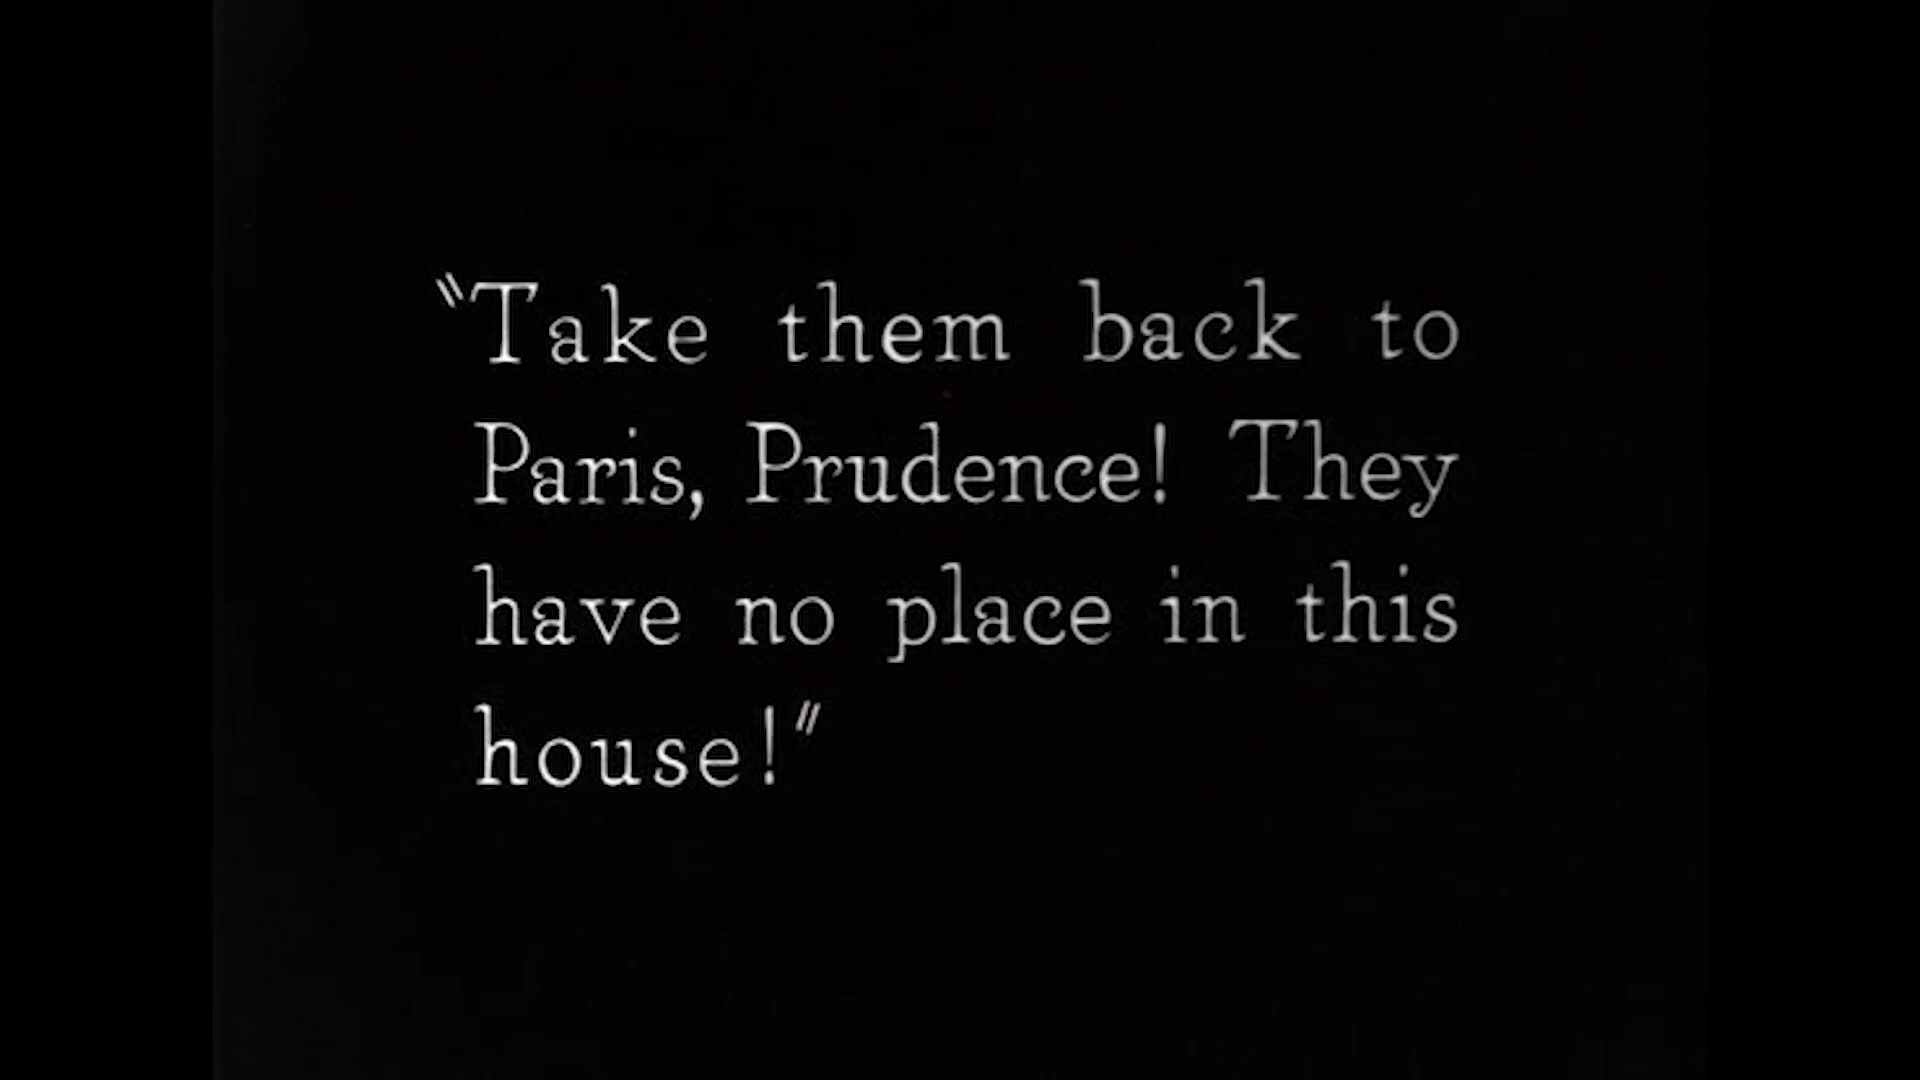 "Take them back to
Paris, Prudence! They
have no place in this
house!"